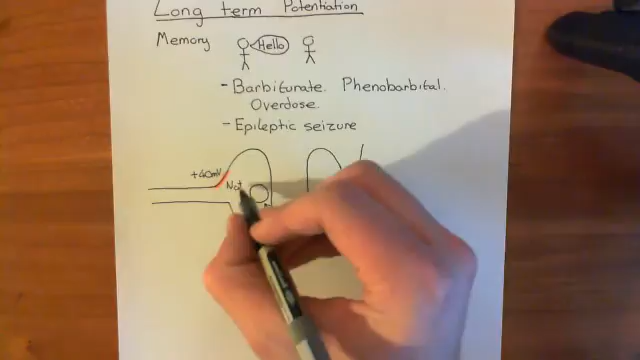 Long term Potentiation
Memory
Hello
- Barbiturate. Phenobarbital.
Overdose.
- Epileptic seizure
+40mV
Na+